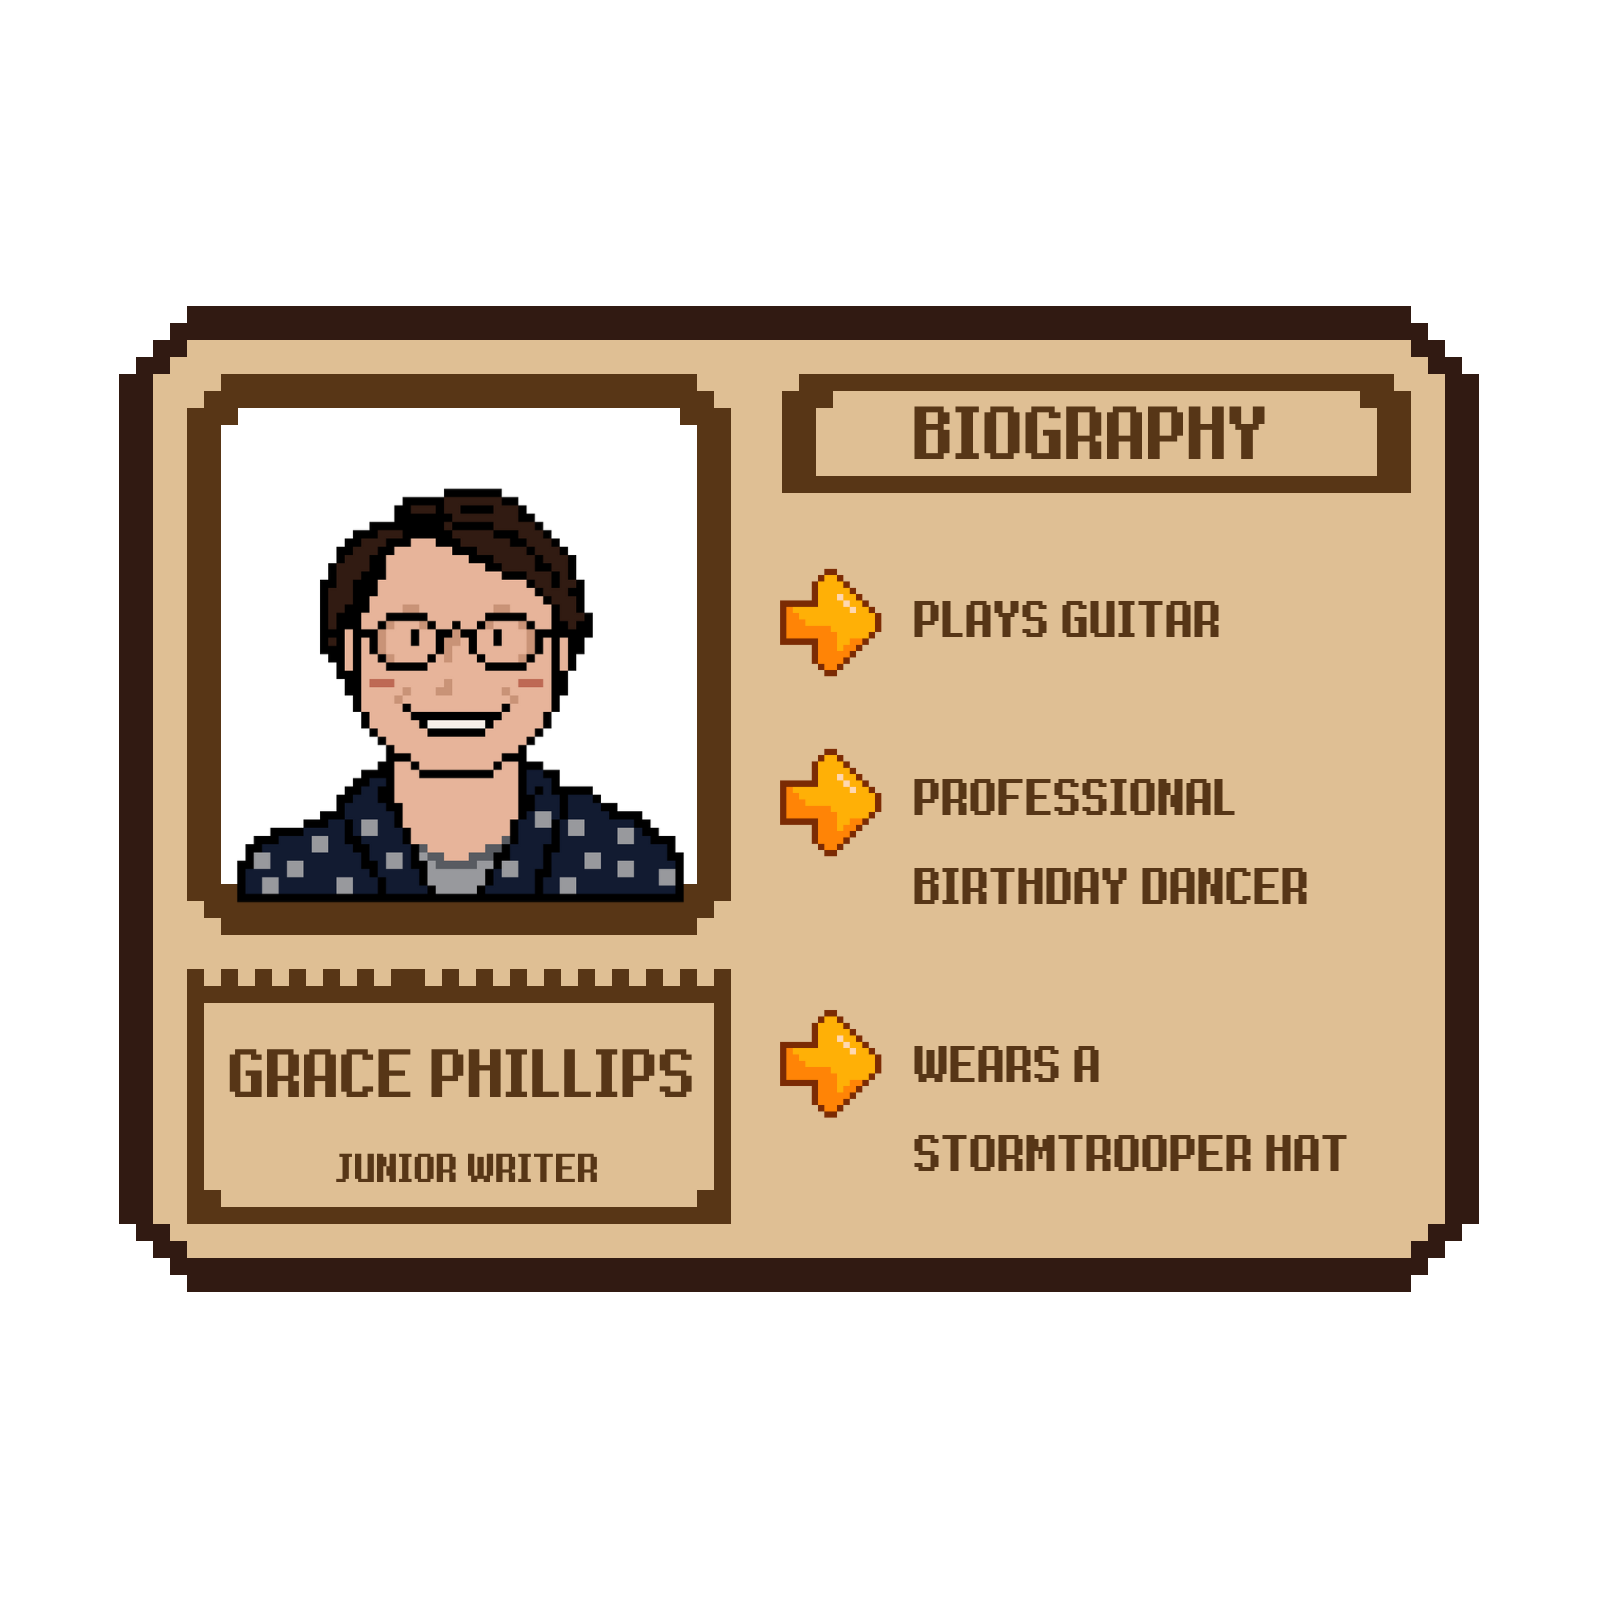 GRACE PHILLIPS
JUNIOR WRITER
BIOGRAPHY
PLAYS GUITAR
PROFESSIONAL
BIRTHDAY DANCER
WEARS A
STORMTROOPER HAT